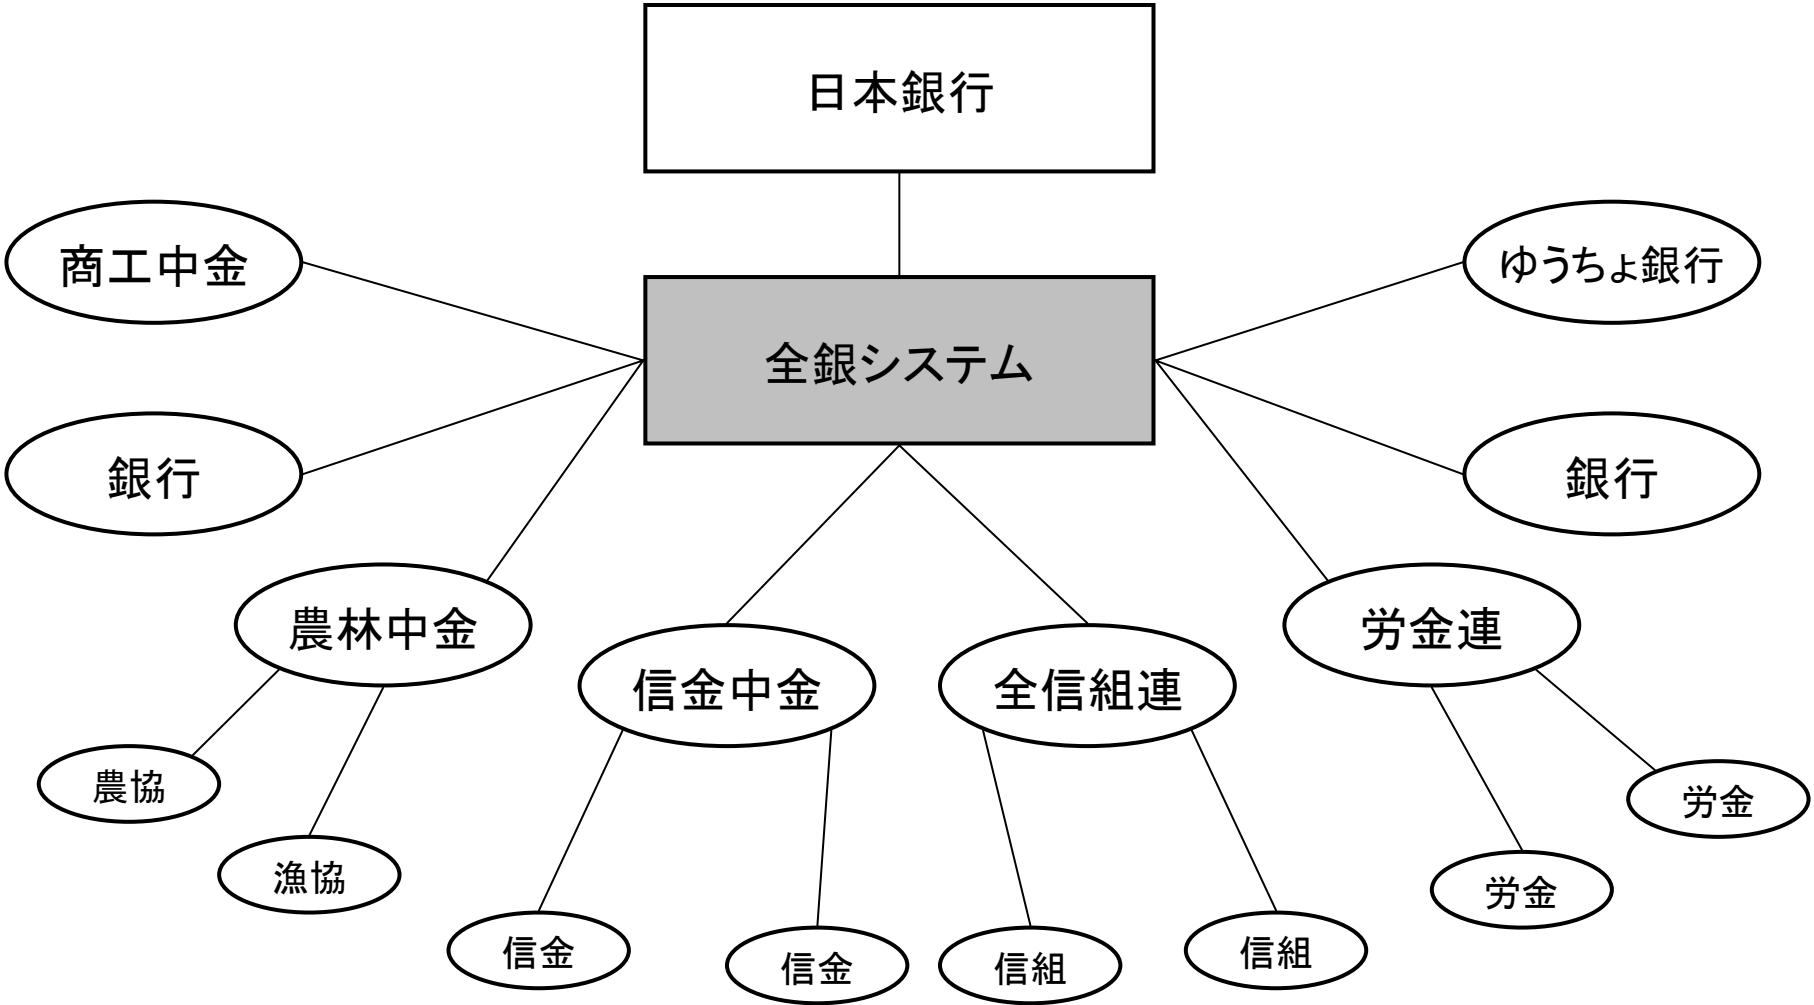 日本銀行
商工中金
ゆうちょ銀行
全銀システム
銀行
銀行
農林中金
労金連
信金中金
全信組連
農協
労金
漁協
労金
信金
信組
信金
信組